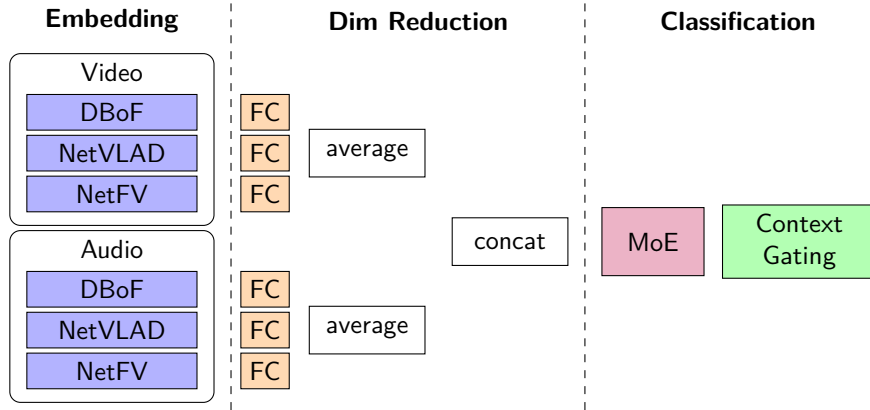 Embedding
Dim Reduction
Classification
Video
DBoF
FC
NetVLAD
FC
average
NetFV
FC
concat
MoE
Context
Gating
Audio
DBoF
FC
NetVLAD
FC
average
NetFV
FC